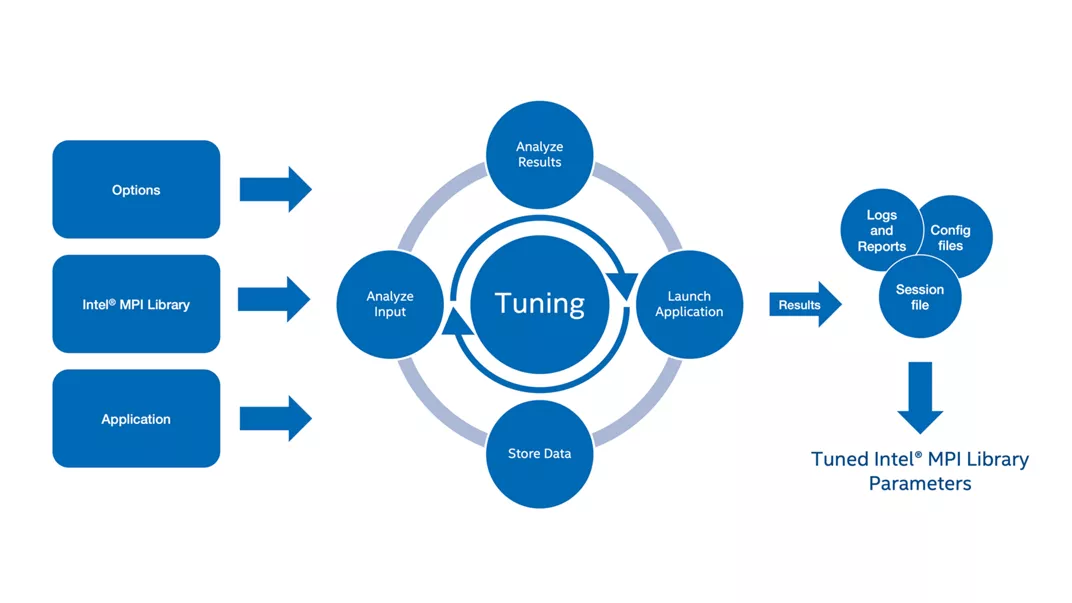 Options
Intel® MPI Library
Application
Analyze
Results
Analyze
Input
Tuning
Launch
Application
Store Data
Results
Logs
and
Reports
Config
files
Session
file
Tuned Intel® MPI Library
Parameters